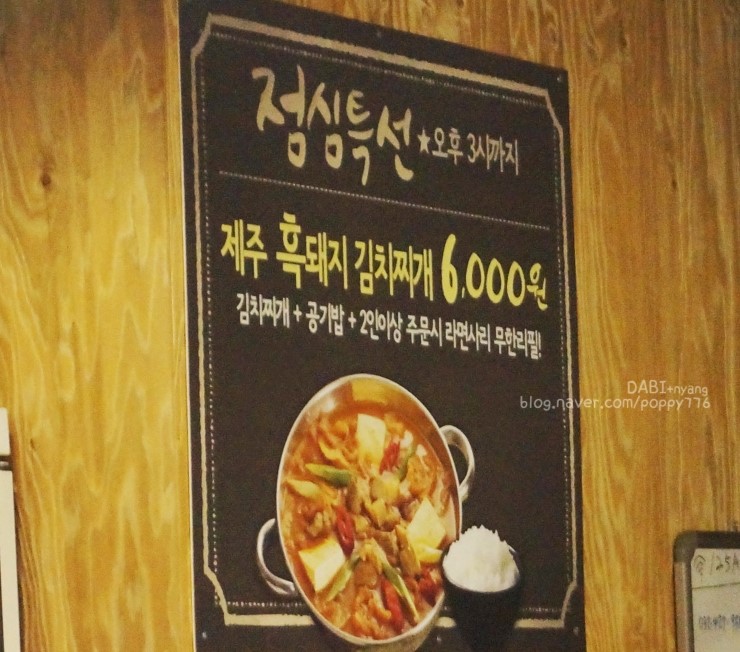 점심특선 ★오후 3시까지
제주 흑돼지 김치찌개 6,000원
김치찌개 + 공기밥 + 2인이상 주문시 라면사리 무한리필!
DABI+nyang
blog.naver.com/poppy776